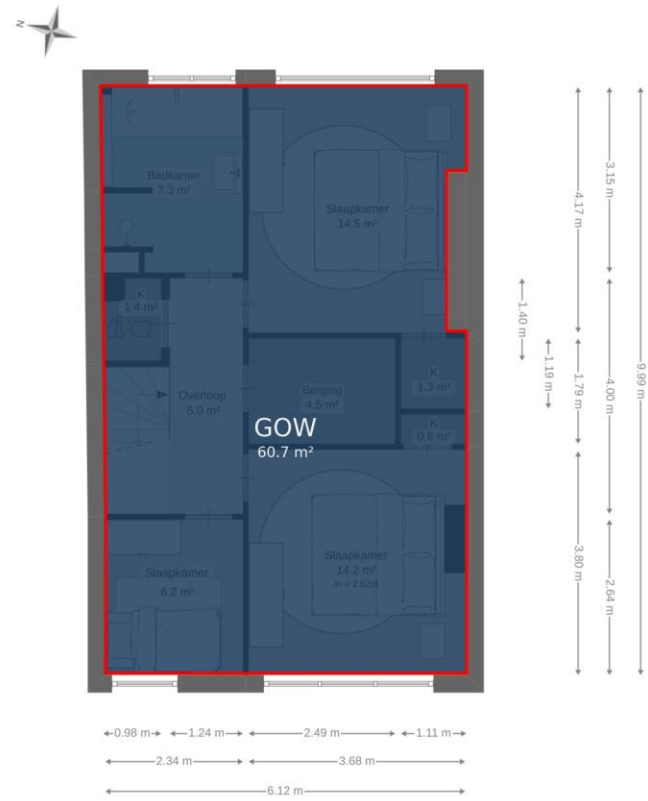 N
Badkamer
7.3 m²
Slaapkamer
14.5 m²
K
1.4 m²
Overloop
5.0 m²
Berging
4.5 m²
K
1.3 m²
K
0.6 m²
GOW
60.7 m²
Slaapkamer
6.2 m²
Slaapkamer
14.2 m²
H = 2.62m
3.15 m
4.17 m
1.40 m
1.19 m
1.79 m
4.00 m
9.99 m
3.80 m
2.64 m
0.98 m
1.24 m
2.49 m
1.11 m
2.34 m
3.68 m
6.12 m